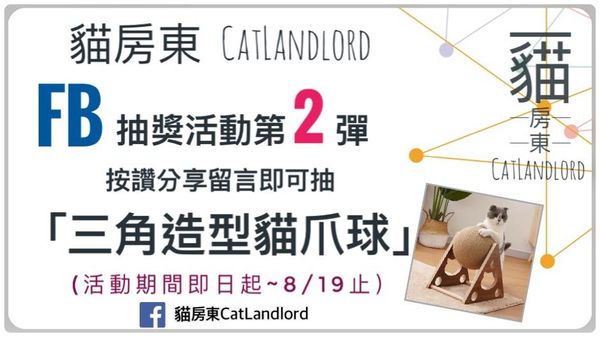 貓房東 CATLANDLORD
FB 抽獎活動第 2 彈
按讚分享留言即可抽
「三角造型貓爪球」
(活動期間即日起~8/19止)
貓房東CatLandlord
貓
房
東
CATLANDLORD